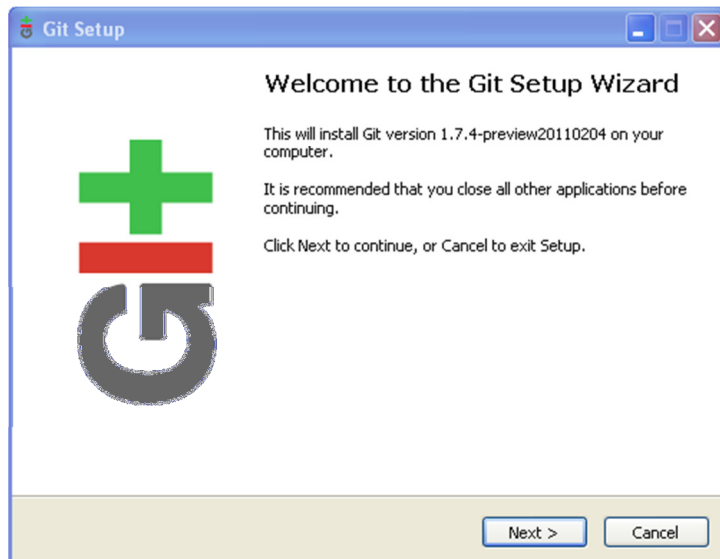 Git Setup
Welcome to the Git Setup Wizard
This will install Git version 1.7.4-preview20110204 on your
computer.
It is recommended that you close all other applications before
continuing.
Click Next to continue, or Cancel to exit Setup.
Git
Next >
Cancel